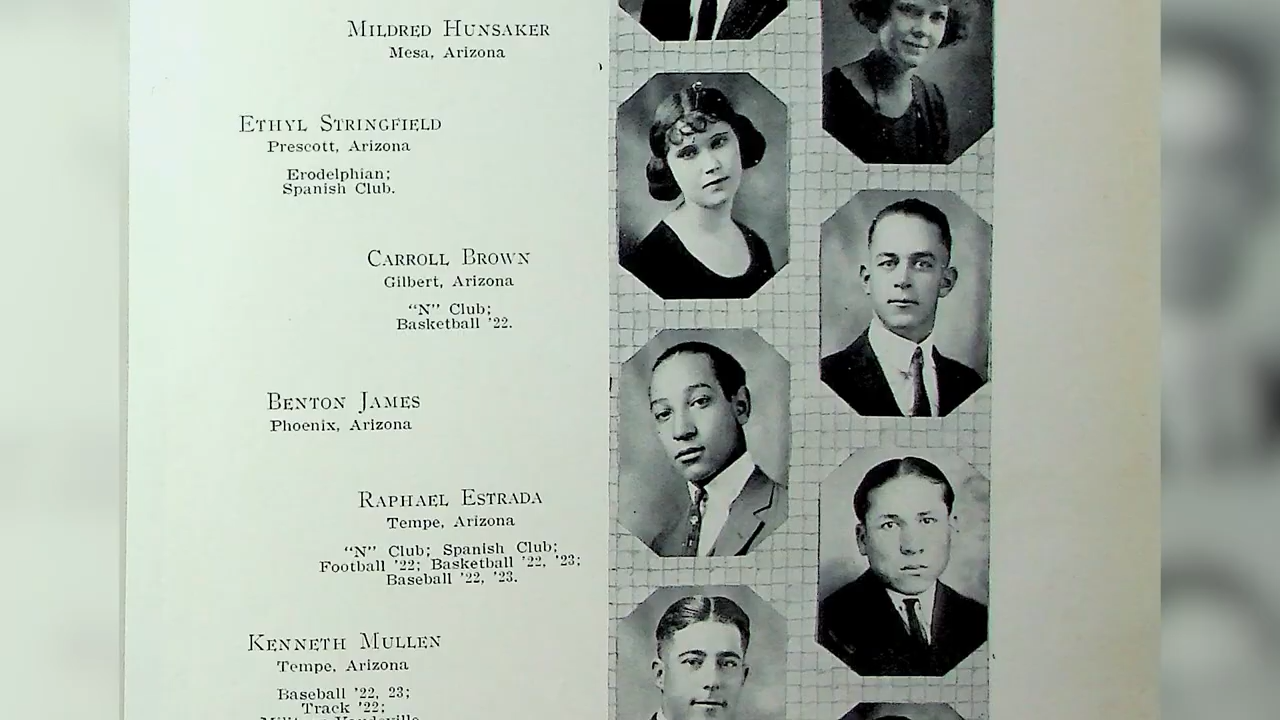 MILDRED HUNSAKER
Mesa, Arizona
ETHYL STRINGFIELD
Prescott, Arizona
Erodelphian;
Spanish Club.
CARROLL BROWN
Gilbert, Arizona
"N" Club;
Basketball '22.
BENTON JAMES
Phoenix, Arizona
RAPHAEL ESTRADA
Tempe, Arizona
"N" Club; Spanish Club;
Football '22; Basketball '22, '23;
Baseball '22, '23.
KENNETH MULLEN
Tempe, Arizona
Baseball '22, 23;
Track '22;